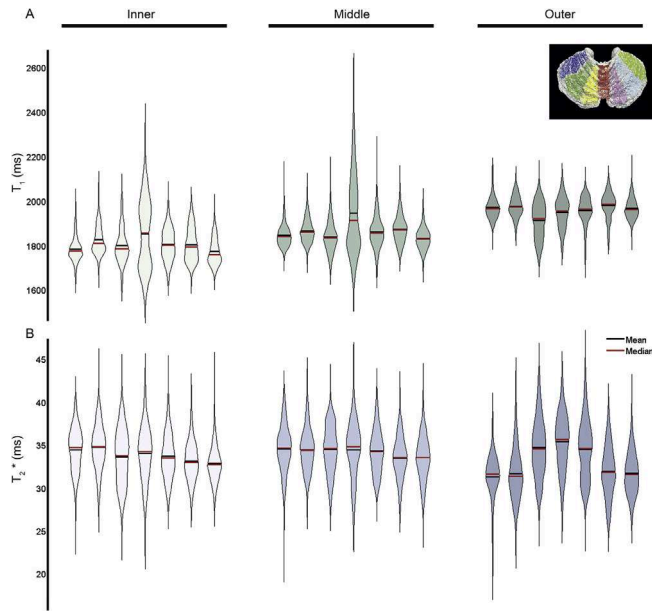 A
Inner
Middle
Outer
2600
2400
2200
2000
1800
1600
T1 (ms)
B
Mean
Median
45
40
35
30
25
20
T2 * (ms)